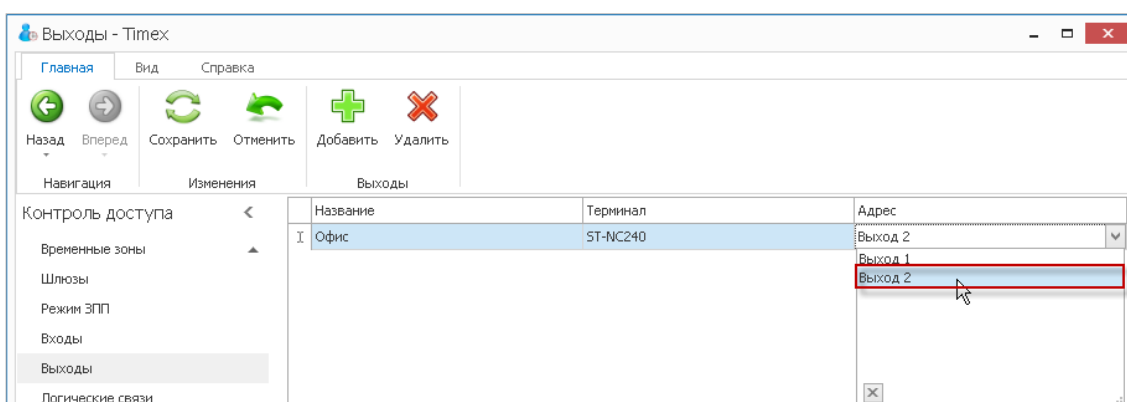 Выходы - Timex
Главная Вид Справка
Назад Вперед Сохранить Отменить Добавить Удалить
Навигация Изменения Выходы
Контроль доступа
Название Терминал Адрес
Офис ST-NC240 Выход 2
Выход 1
Выход 2
Временные зоны
Шлюзы
Режим ЗПП
Входы
Выходы
Логические связи